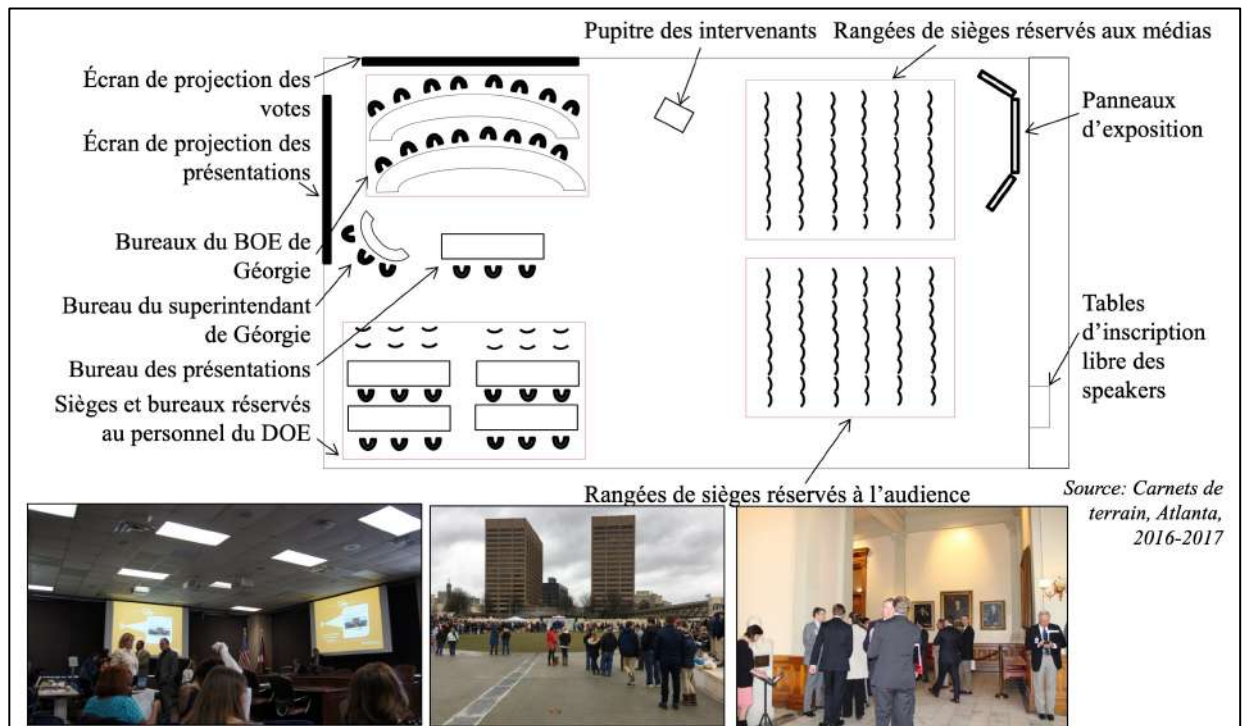 Pupitre des intervenants
Rangées de sièges réservés aux médias
Écran de projection des
votes
Écran de projection des
présentations
Panneaux
d'exposition
Bureaux du BOE de
Géorgie
Bureau du superintendant
de Géorgie
Bureau des présentations
Sièges et bureaux réservés
au personnel du DOE
Tables
d'inscription
libre des
speakers
Rangées de sièges réservés à l'audience
Source: Carnets de
terrain, Atlanta,
2016-2017